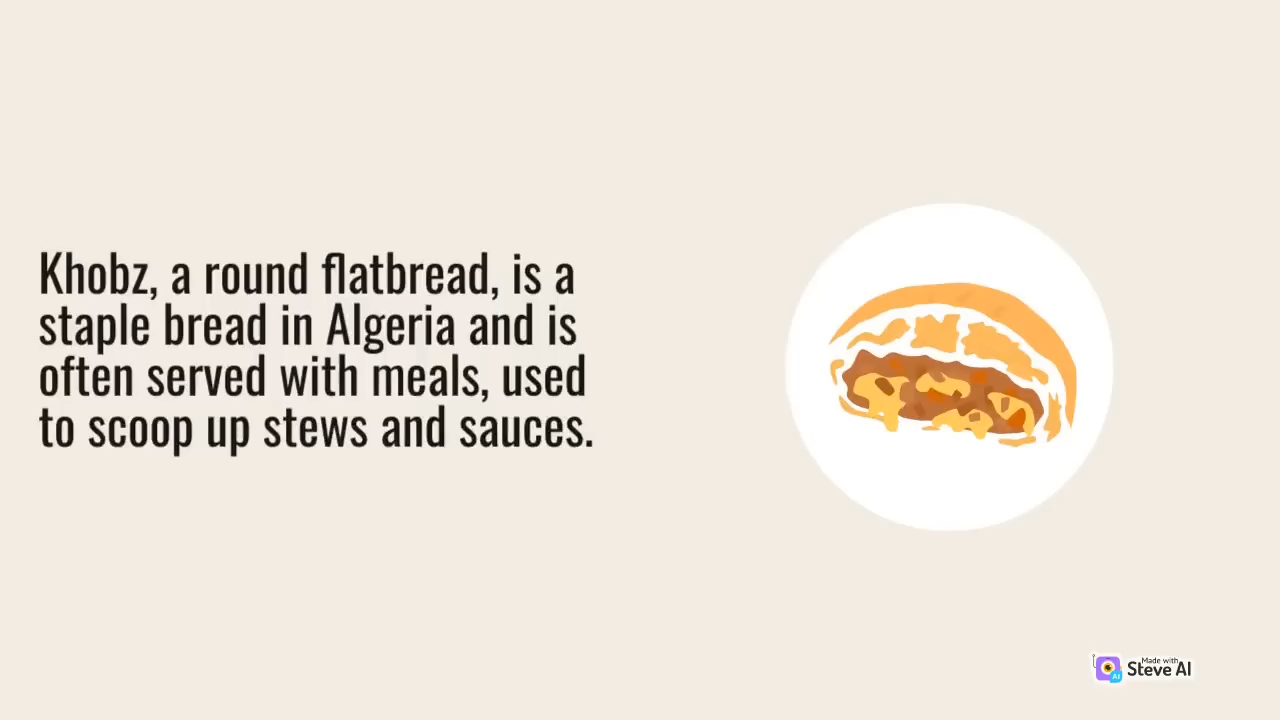 Khobz, a round flatbread, is a
staple bread in Algeria and is
often served with meals, used
to scoop up stews and sauces.
Made with
Steve AI
AI